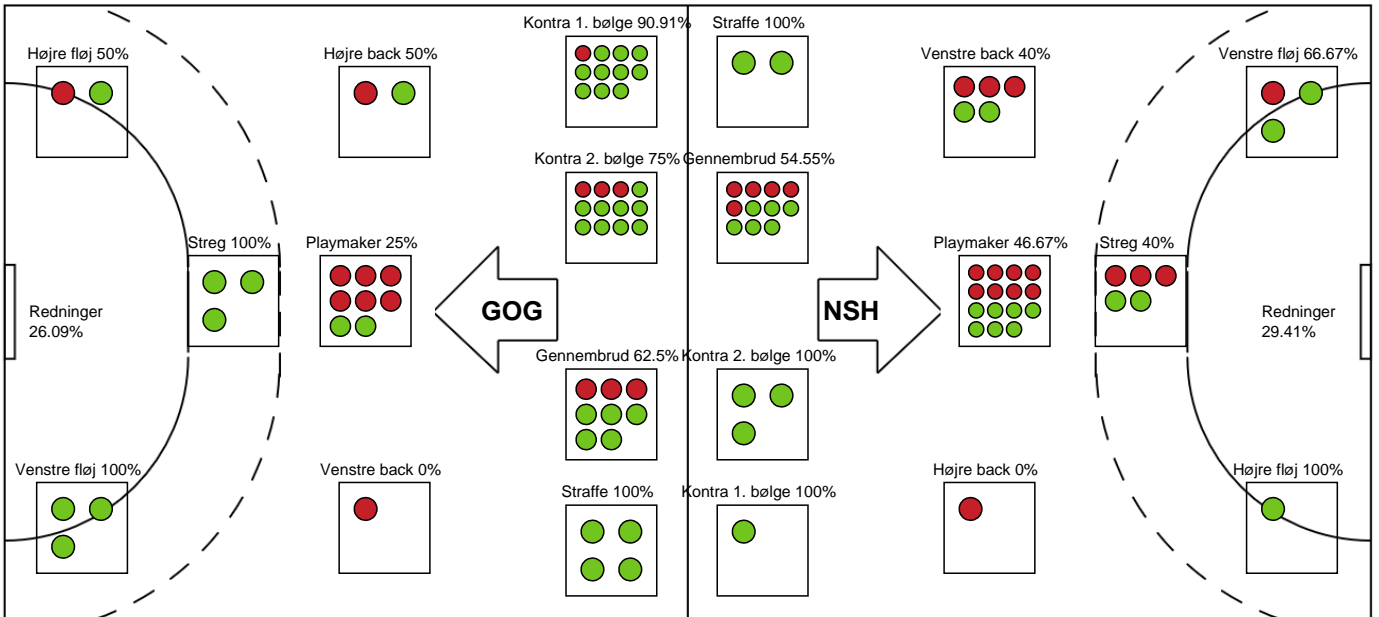 Kontra 1. bølge 90.91%
Straffe 100%
Højre fløj 50%
Højre back 50%
Venstre back 40%
Venstre fløj 66.67%
Kontra 2. bølge 75%
Gennembrud 54.55%
Streg 100%
Playmaker 25%
Playmaker 46.67%
Streg 40%
Redninger
26.09%
GOG
NSH
Redninger
29.41%
Gennembrud 62.5%
Kontra 2. bølge 100%
Venstre fløj 100%
Venstre back 0%
Højre back 0%
Højre fløj 100%
Straffe 100%
Kontra 1. bølge 100%